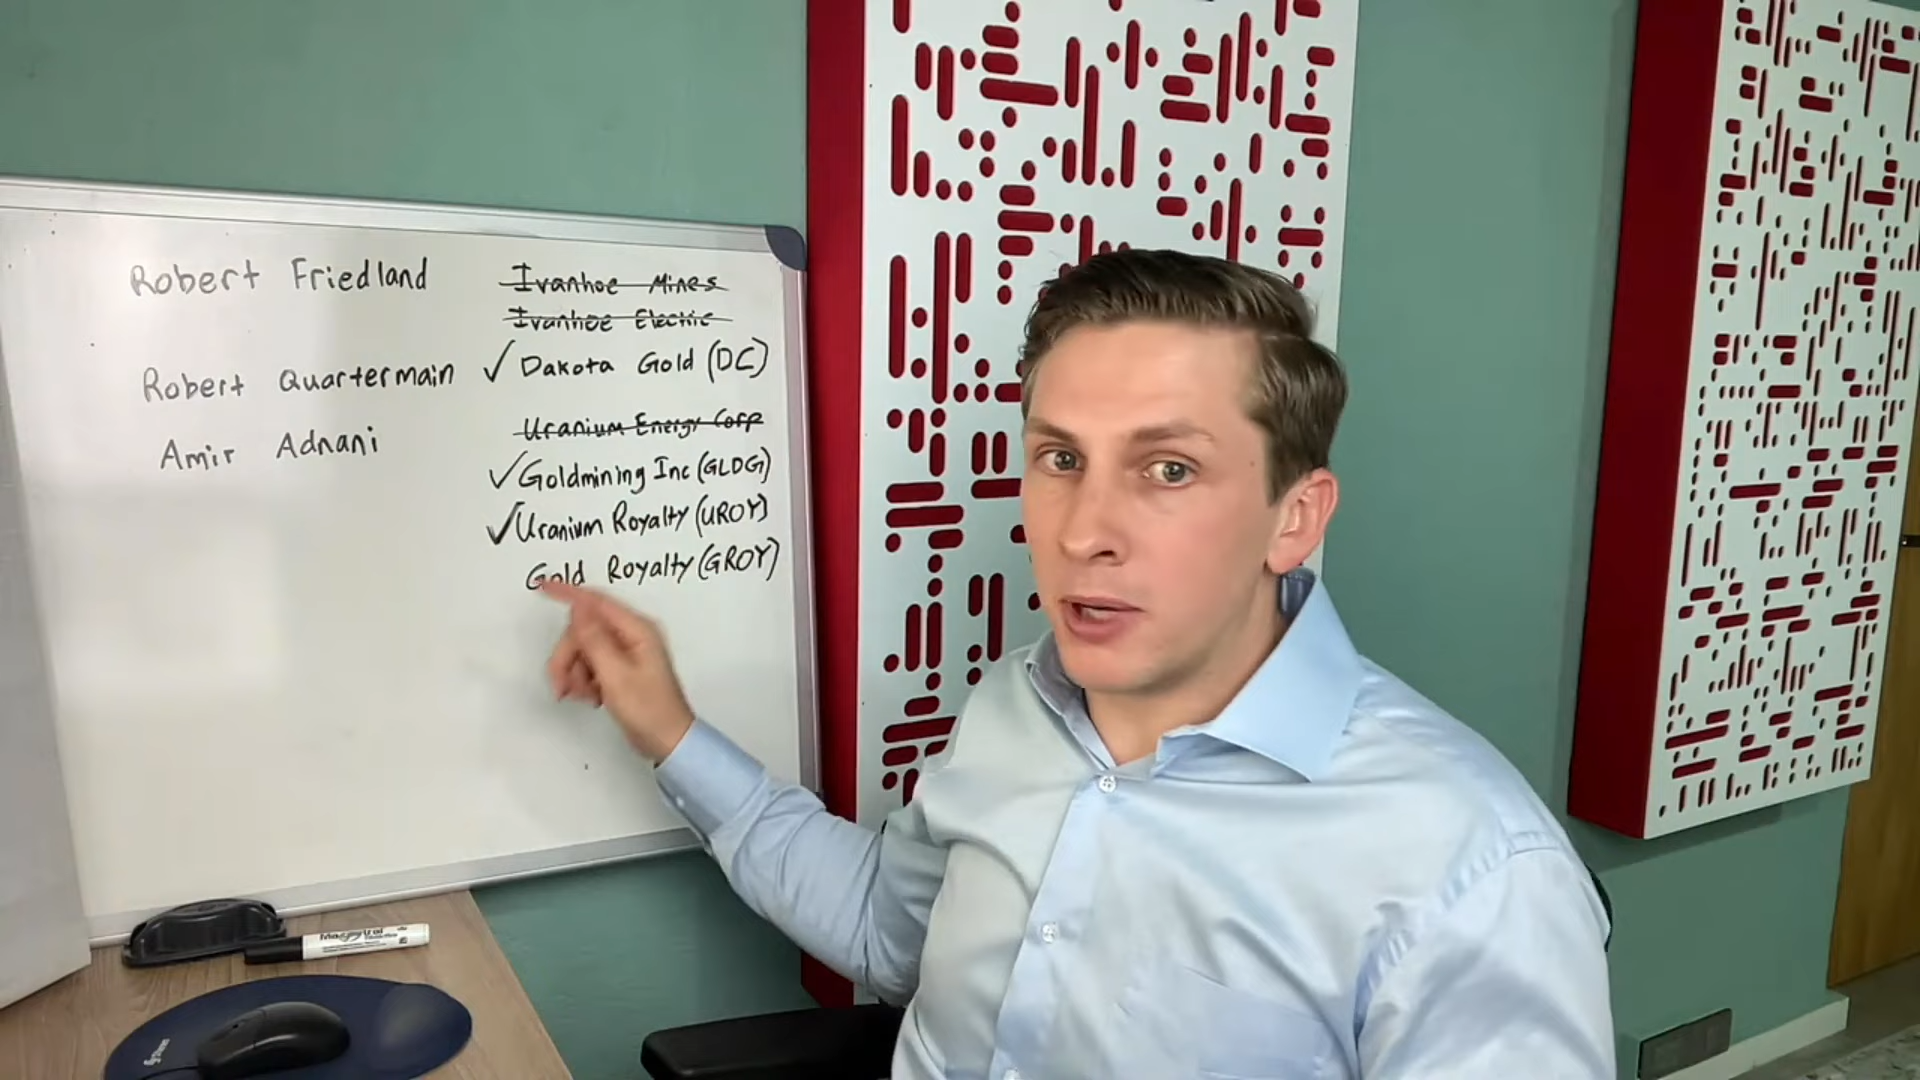 Robert Friedland
Ivanhoe Mines
Ivanhoe Electric
Robert Quartermain ✓ Dakota Gold (DC)
Uranium Energy Corp
Amir Adnani
✓ Goldmining Inc (GLDG)
✓ Uranium Royalty (UROY)
Gold Royalty (GROY)